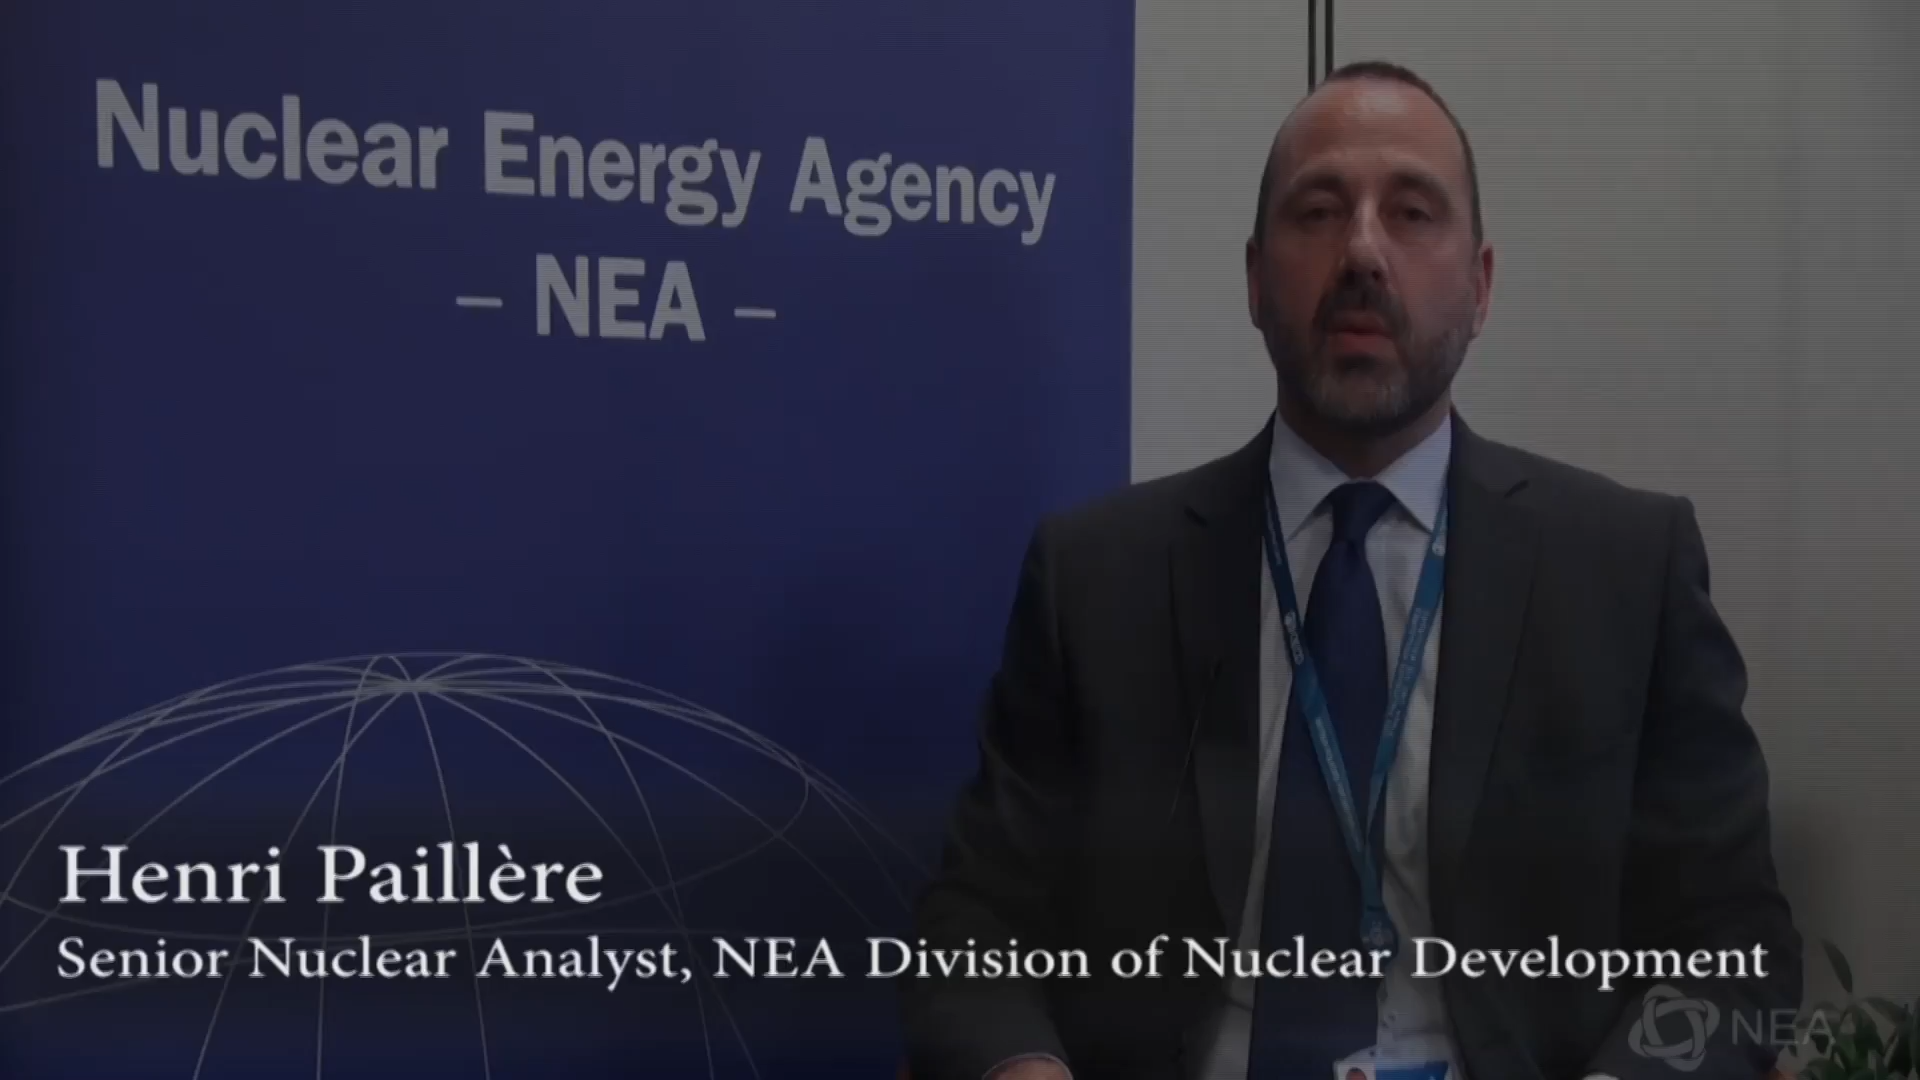 Nuclear Energy Agency
– NEA –
Henri Paillère
Senior Nuclear Analyst, NEA Division of Nuclear Development
NEA